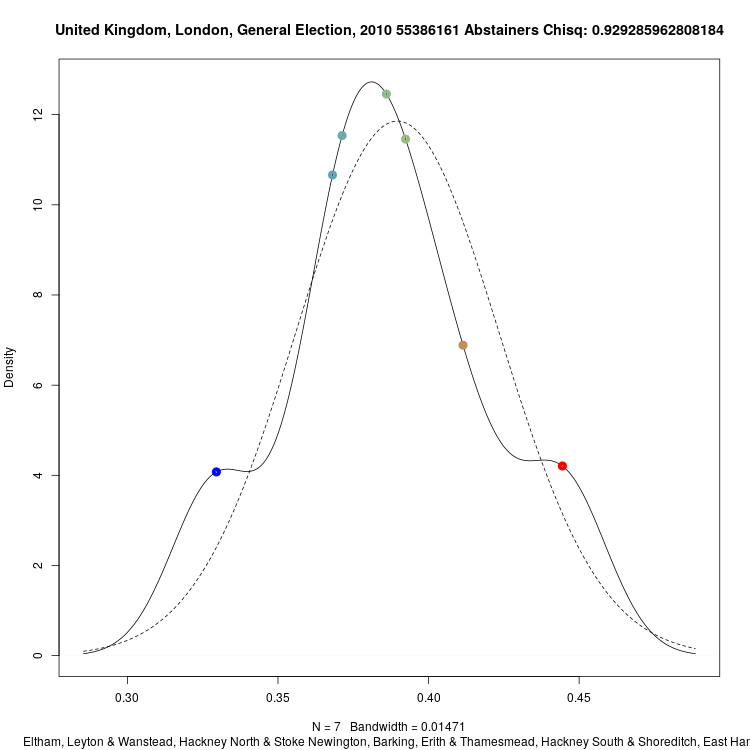 United Kingdom, London, General Election, 2010 55386161 Abstainers Chisq: 0.929285962808184
Density
12
10
8
6
4
2
0
0.30 0.35 0.40 0.45
N = 7 Bandwidth = 0.01471
Eltham, Leyton & Wanstead, Hackney North & Stoke Newington, Barking, Erith & Thamesmead, Hackney South & Shoreditch, East Har